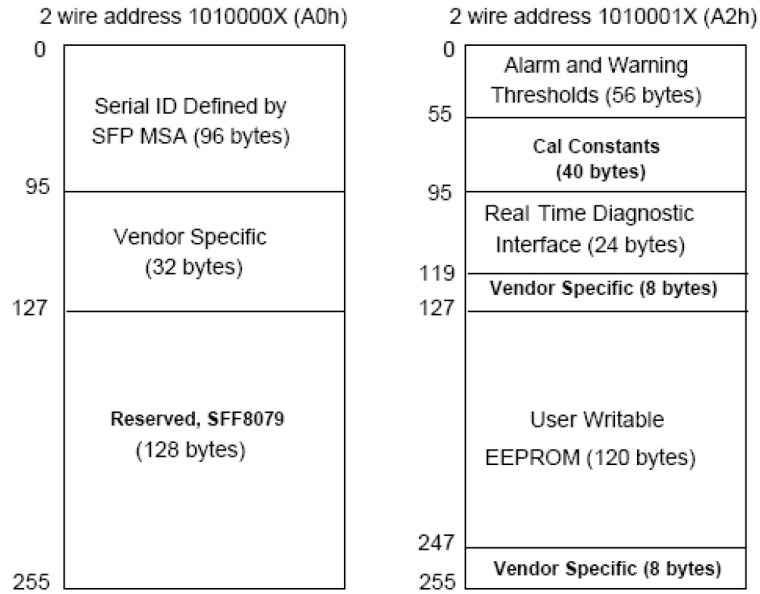 2 wire address 1010000X (A0h)
0
Serial ID Defined by
SFP MSA (96 bytes)
95
Vendor Specific
(32 bytes)
127
Reserved, SFF8079
(128 bytes)
255
2 wire address 1010001X (A2h)
0
Alarm and Warning
Thresholds (56 bytes)
55
Cal Constants
(40 bytes)
95
Real Time Diagnostic
Interface (24 bytes)
119
Vendor Specific (8 bytes)
127
User Writable
EEPROM (120 bytes)
247
Vendor Specific (8 bytes)
255